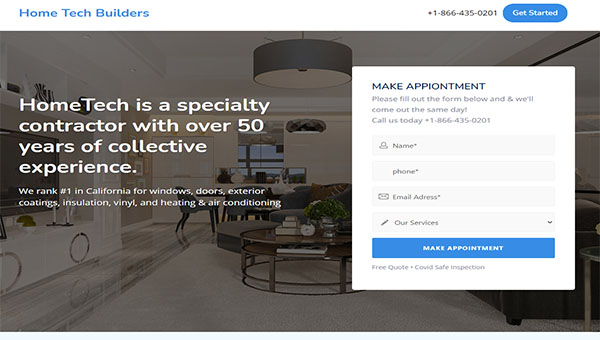 Home Tech Builders
+1-866-435-0201
Get Started
HomeTech is a specialty
contractor with over 50
years of collective
experience.
We rank #1 in California for windows, doors, exterior
coatings, insulation, vinyl, and heating & air conditioning
MAKE APPIONTMENT
Please fill out the form below and & we'll
come out the same day!
Call us today +1-866-435-0201
Name*
phone*
Email Adress*
Our Services
MAKE APPOINTMENT
Free Quote • Covid Safe Inspection